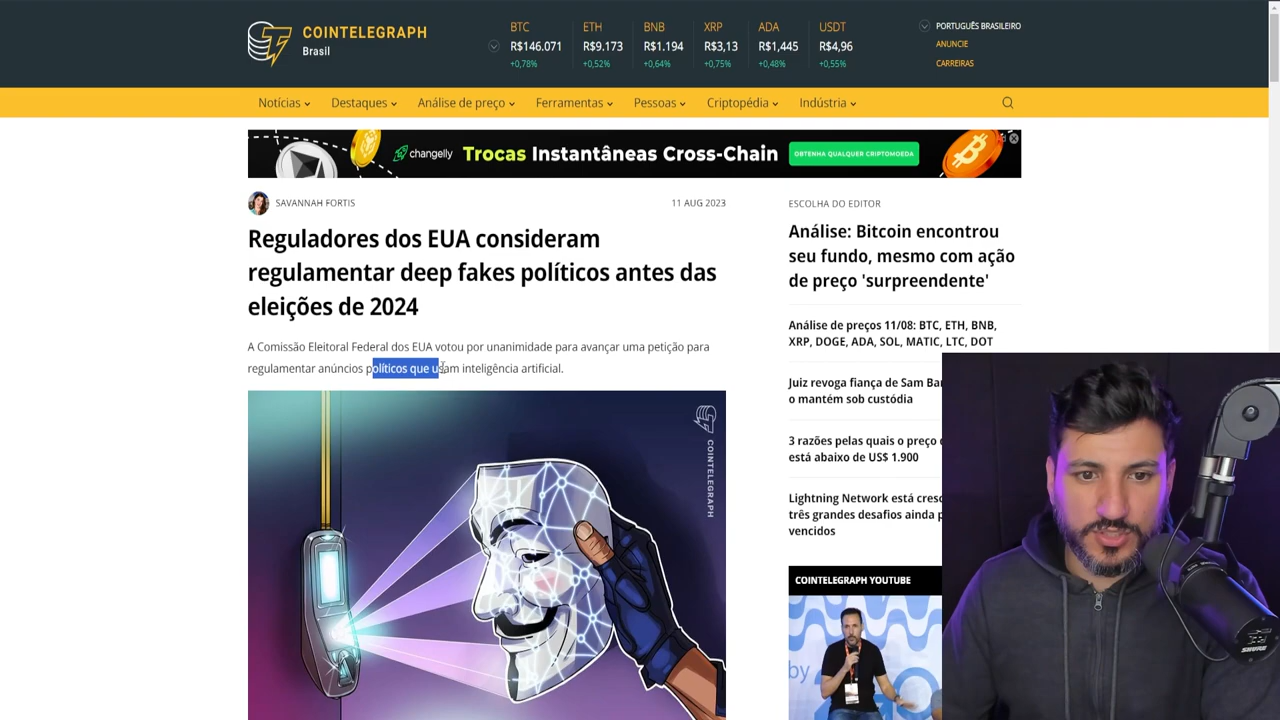 COINTELEGRAPH
Brasil
BTC
R$146.071
+0,78%
ETH
R$9.173
+0,52%
BNB
R$1.194
+0,64%
XRP
R$3,13
+0,75%
ADA
R$1,445
+0,48%
USDT
R$4,96
+0,55%
PORTUGUÊS BRASILEIRO
ANUNCIE
CARREIRAS
Notícias
Destaques
Análise de preço
Ferramentas
Pessoas
Criptopédia
Indústria
changelly
Trocas Instantâneas Cross-Chain
OBTENHA QUALQUER CRIPTOMOEDA
SAVANNAH FORTIS
11 AUG 2023
Reguladores dos EUA consideram
regulamentar deep fakes políticos antes das
eleições de 2024
A Comissão Eleitoral Federal dos EUA votou por unanimidade para avançar uma petição para
regulamentar anúncios políticos que usam inteligência artificial.
COINTELEGRAPH
ESCOLHA DO EDITOR
Análise: Bitcoin encontrou
seu fundo, mesmo com ação
de preço 'surpreendente'
Análise de preços 11/08: BTC, ETH, BNB,
XRP, DOGE, ADA, SOL, MATIC, LTC, DOT
Juiz revoga fiança de Sam
o mantém sob custódia
3 razões pelas quais o preço
está abaixo de US$ 1.900
Lightning Network está
três grandes desafios ainda
vencidos
COINTELEGRAPH YOUTUBE
by
SHURE